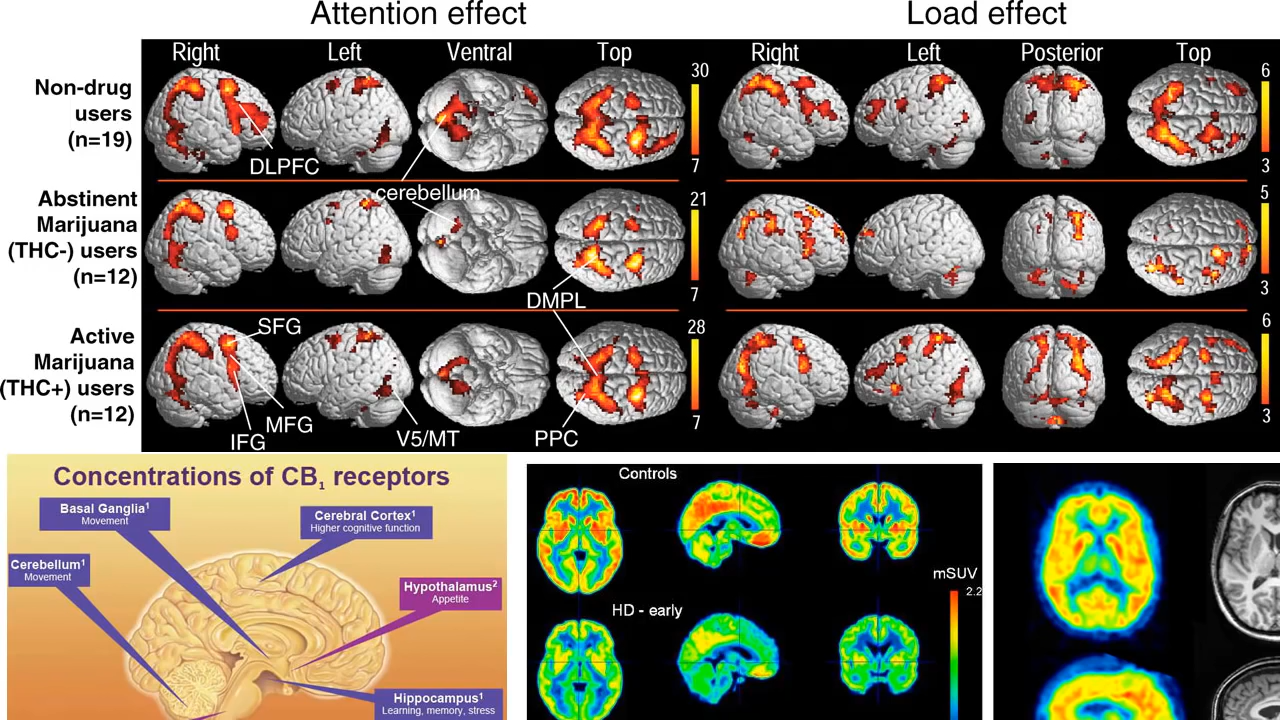 Attention effect
Load effect
Right Left Ventral Top
Right Left Posterior Top
Non-drug
users
(n=19)
30
7
6
3
DLPFC
cerebellum
Abstinent
Marijuana
(THC-) users
(n=12)
21
7
5
3
DMPL
Active
Marijuana
(THC+) users
(n=12)
28
7
6
3
SFG
MFG
IFG
V5/MT
PPC
Concentrations of CB₁ receptors
Basal Ganglia¹
Movement
Cerebral Cortex¹
Higher cognitive function
Cerebellum¹
Movement
Hypothalamus²
Appetite
Hippocampus¹
Learning, memory, stress
Controls
HD - early
mSUV
2.2